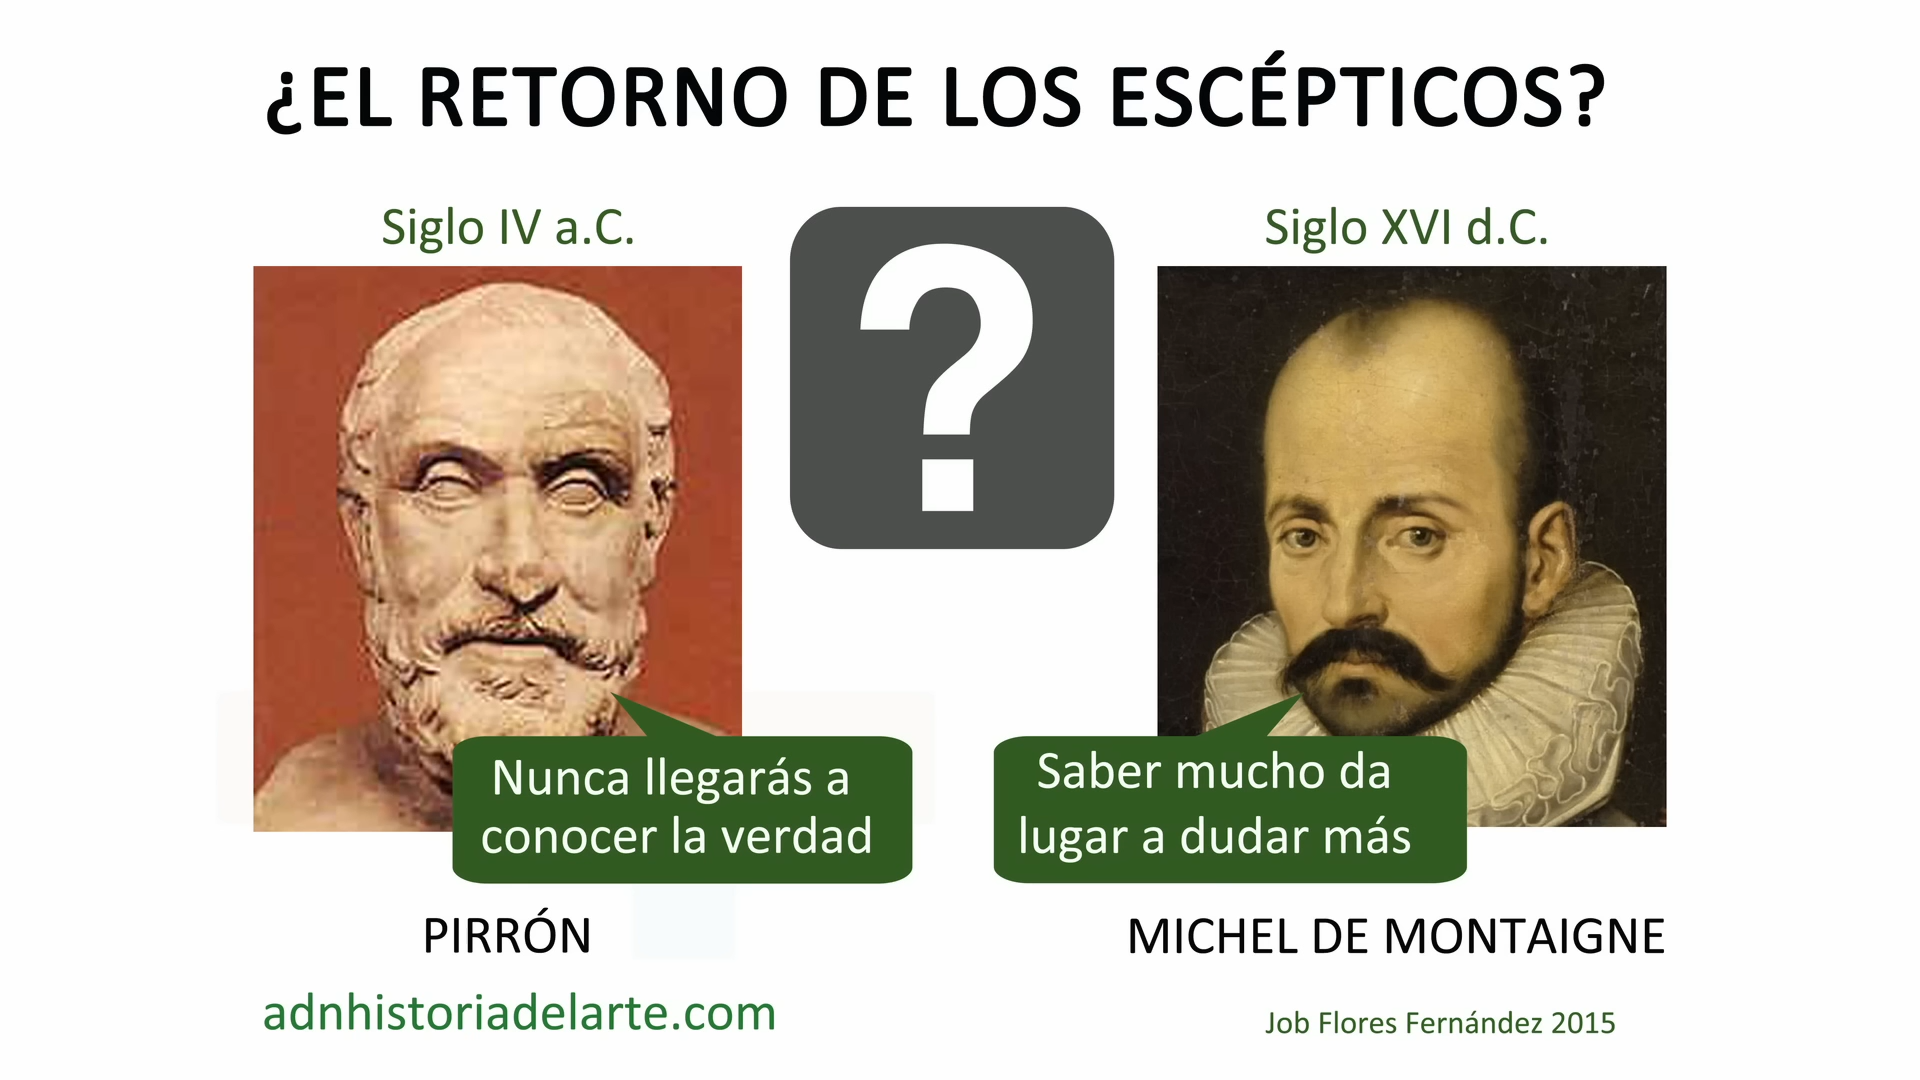 ¿EL RETORNO DE LOS ESCÉPTICOS?
Siglo IV a.C.
?
Siglo XVI d.C.
Nunca llegarás a
conocer la verdad
Saber mucho da
lugar a dudar más
PIRRÓN
MICHEL DE MONTAIGNE
adnhistoriadelarte.com
Job Flores Fernández 2015